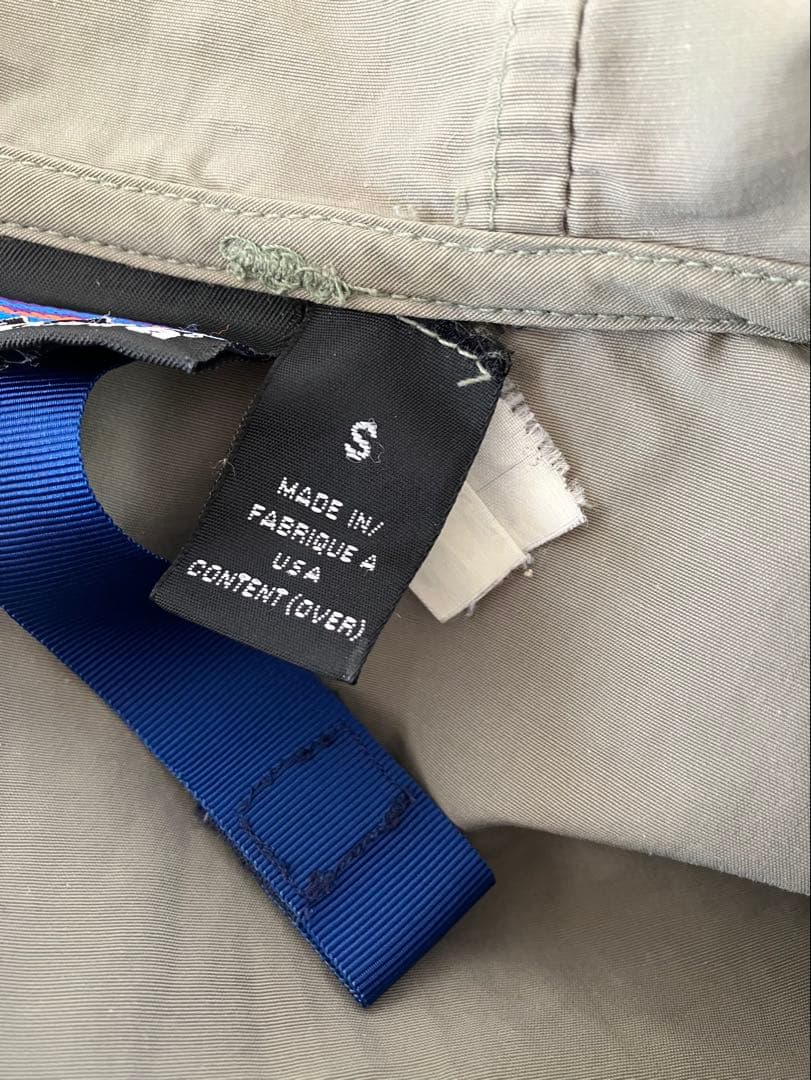 S
MADE IN/
FABRIQUE A
USA
CONTENT (OVER)